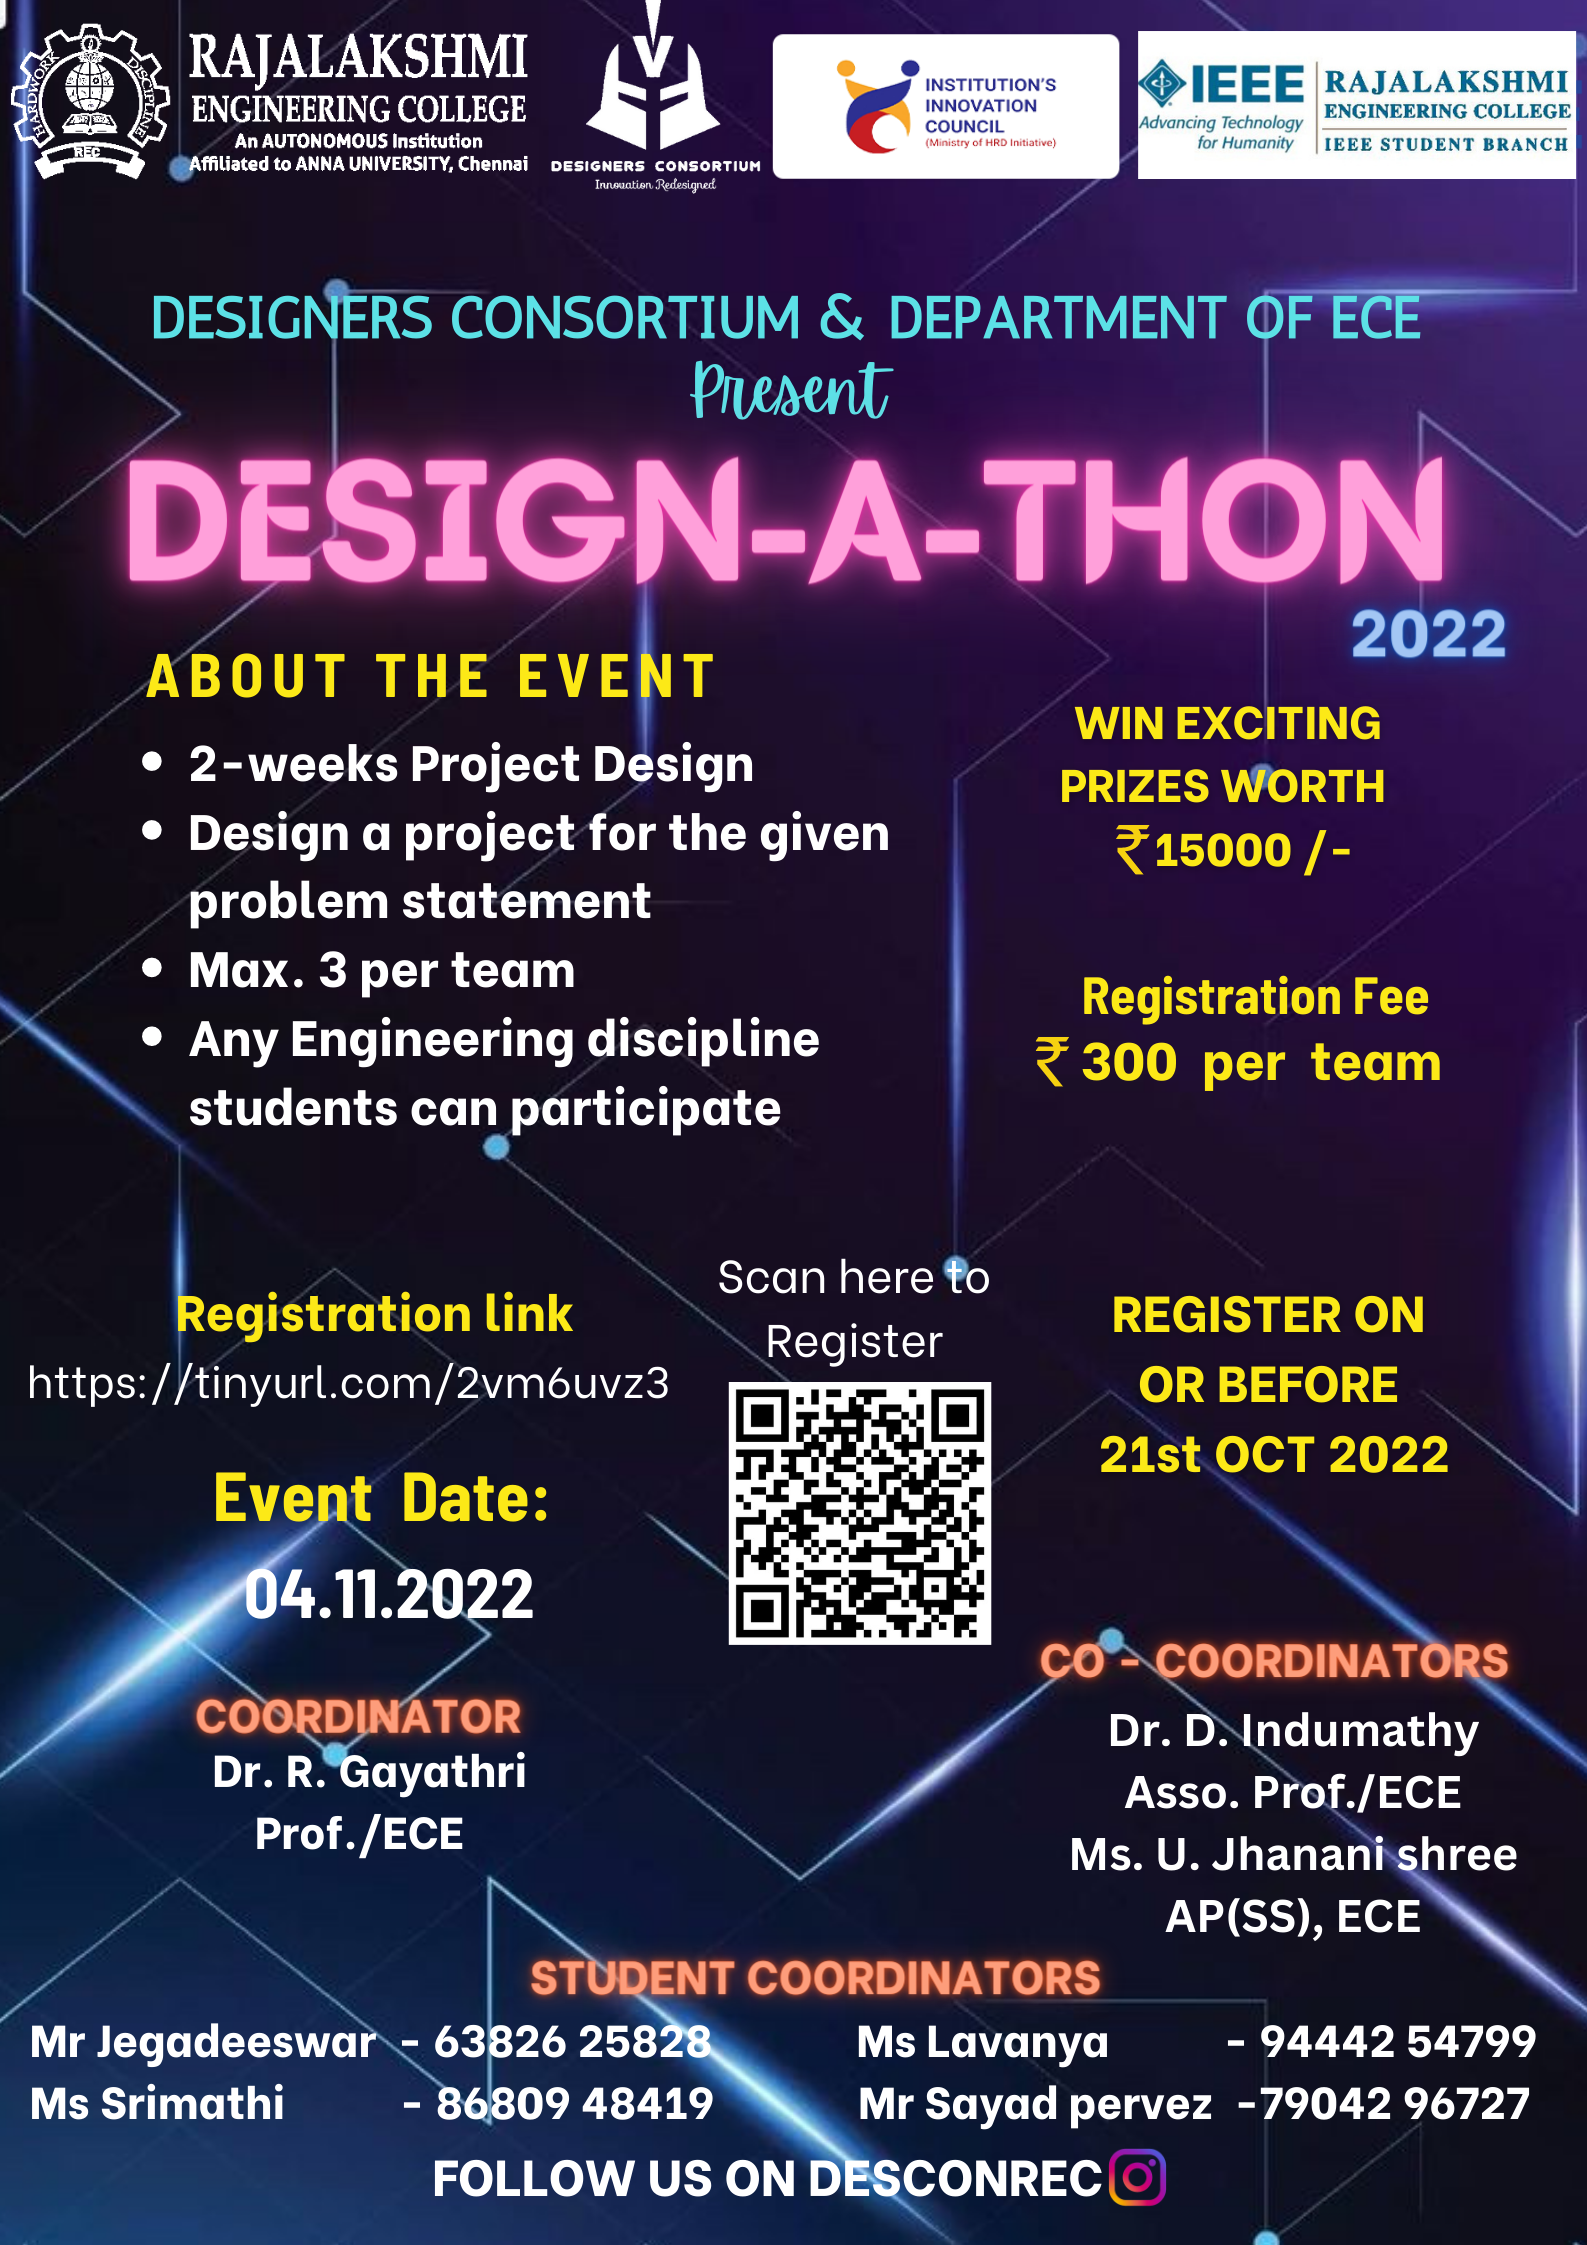 HARDWORK
DISCIPLINE
REC
RAJALAKSHMI
ENGINEERING COLLEGE
An AUTONOMOUS Institution
Affiliated to ANNA UNIVERSITY, Chennai
DESIGNERS CONSORTIUM
Innovation Redesigned
INSTITUTION'S
INNOVATION
COUNCIL
(Ministry of HRD Initiative)
IEEE
Advancing Technology
for Humanity
RAJALAKSHMI
ENGINEERING COLLEGE
IEEE STUDENT BRANCH
DESIGNERS CONSORTIUM & DEPARTMENT OF ECE
Present
DESIGN-A-THON
2022
ABOUT THE EVENT
• 2-weeks Project Design
• Design a project for the given
problem statement
• Max. 3 per team
• Any Engineering discipline
students can participate
WIN EXCITING
PRIZES WORTH
₹15000 /-
Registration Fee
₹ 300 per team
Registration link
https://tinyurl.com/2vm6uvz3
Scan here to
Register
REGISTER ON
OR BEFORE
21st OCT 2022
Event Date:
04.11.2022
COORDINATOR
Dr. R. Gayathri
Prof./ECE
CO - COORDINATORS
Dr. D. Indumathy
Asso. Prof./ECE
Ms. U. Jhanani shree
AP(SS), ECE
STUDENT COORDINATORS
Mr Jegadeeswar - 63826 25828
Ms Lavanya - 94442 54799
Ms Srimathi - 86809 48419
Mr Sayad pervez -79042 96727
FOLLOW US ON DESCONREC